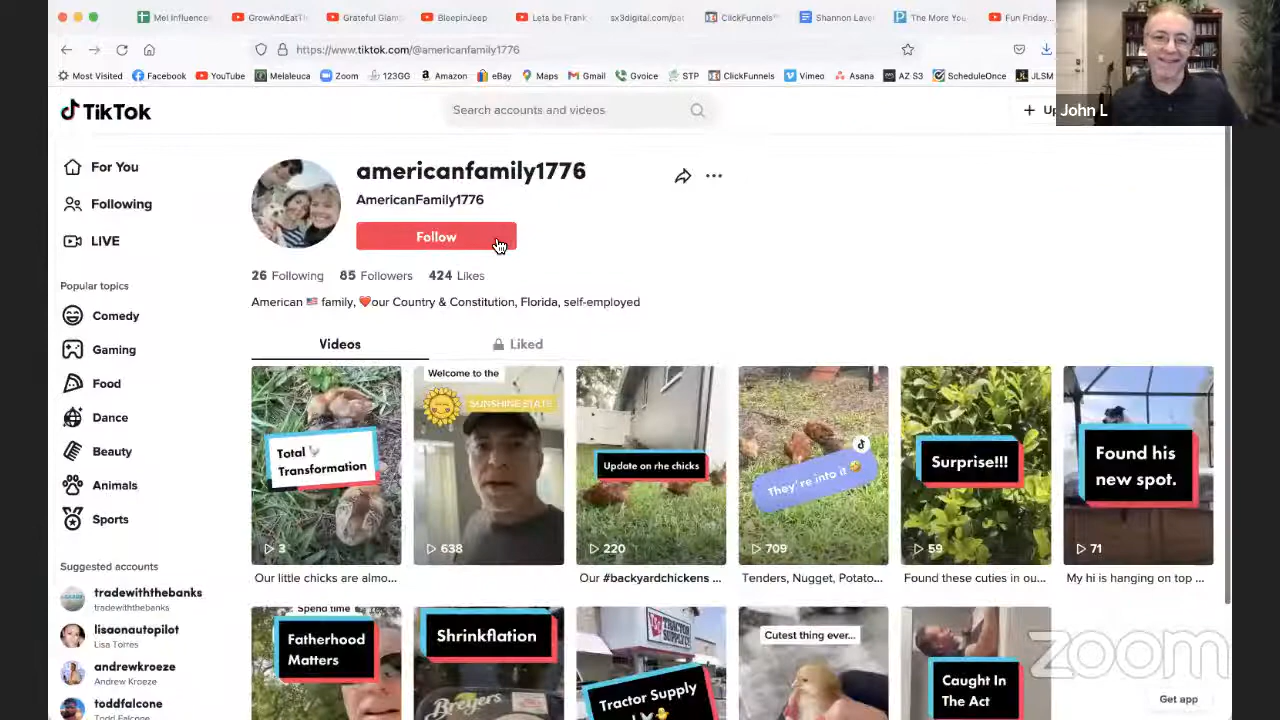 Mel Influence
GrowAndEatTh
Grateful Glam
BleepinJeep
Lets be Frank
sx3digital.com/pat
ClickFunnels™
Shannon Laver
The More You
Fun Friday...
https://www.tiktok.com/@americanfamily1776
Most Visited
Facebook
YouTube
Melaleuca
Zoom
123GG
Amazon
eBay
Maps
Gmail
Gvoice
STP
ClickFunnels
Vimeo
Asana
AZ S3
ScheduleOnce
JLSM
John L
TikTok
Search accounts and videos
+ Up
For You
Following
LIVE
Popular topics
Comedy
Gaming
Food
Dance
Beauty
Animals
Sports
Suggested accounts
tradewiththebanks
tradewiththebanks
lisaonautopilot
Lisa Torres
andrewkroeze
Andrew Kroeze
toddfalcone
Todd Falcone
americanfamily1776
AmericanFamily1776
Follow
26 Following 85 Followers 424 Likes
American 🇺🇸 family, ❤️our Country & Constitution, Florida, self-employed
Videos
Liked
Total
Transformation
3
Our little chicks are almo...
Welcome to the
SUNSHINE STATE
638
Update on rhe chicks
220
Our #backyardchickens ...
They're into it 🤣
709
Tenders, Nugget, Potato...
Surprise!!!
59
Found these cuties in ou...
Found his
new spot.
71
My hi is hanging on top ...
Spend time
Fatherhood
Matters
Shrinkflation
TRACTOR
SUPPLY
Tractor Supply
Cutest thing ever...
Caught In
The Act
zoom
Get app